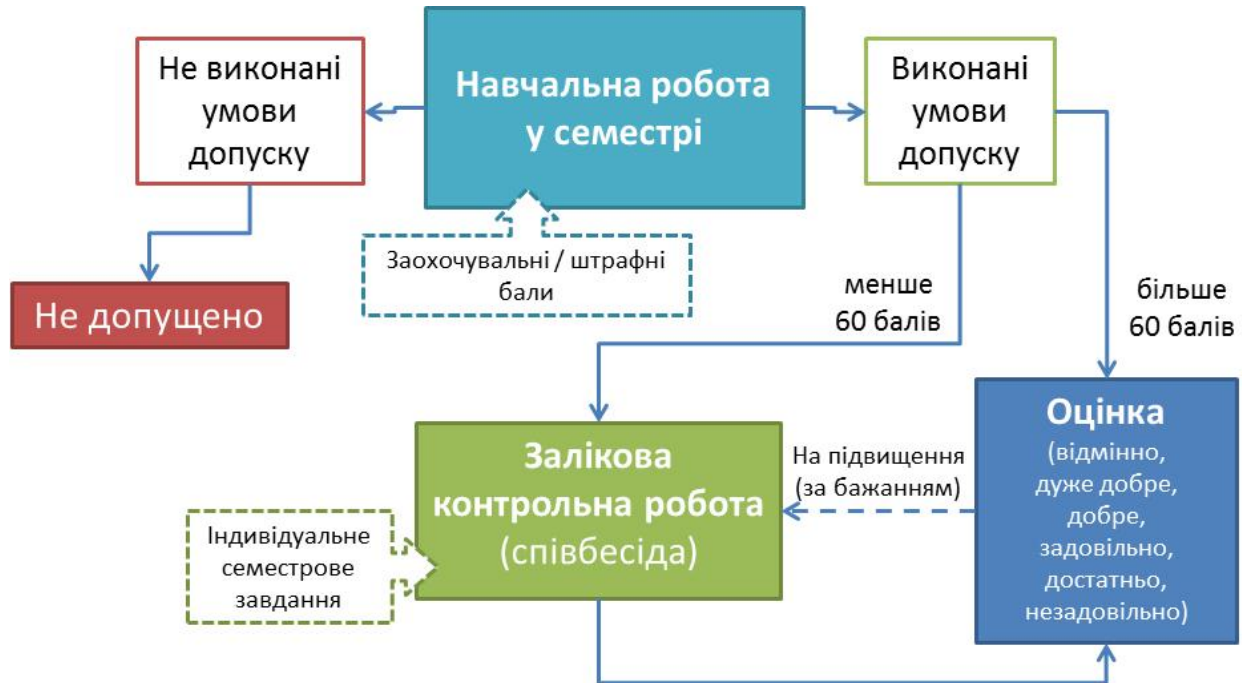 Не виконані
умови
допуску
Навчальна робота
у семестрі
Виконані
умови
допуску
Заохочувальні / штрафні
бали
Не допущено
менше
60 балів
більше
60 балів
Залікова
контрольна робота
(співбесіда)
На підвищення
(за бажанням)
Оцінка
(відмінно,
дуже добре,
добре,
задовільно,
достатньо,
незадовільно)
Індивідуальне
семестрове
завдання